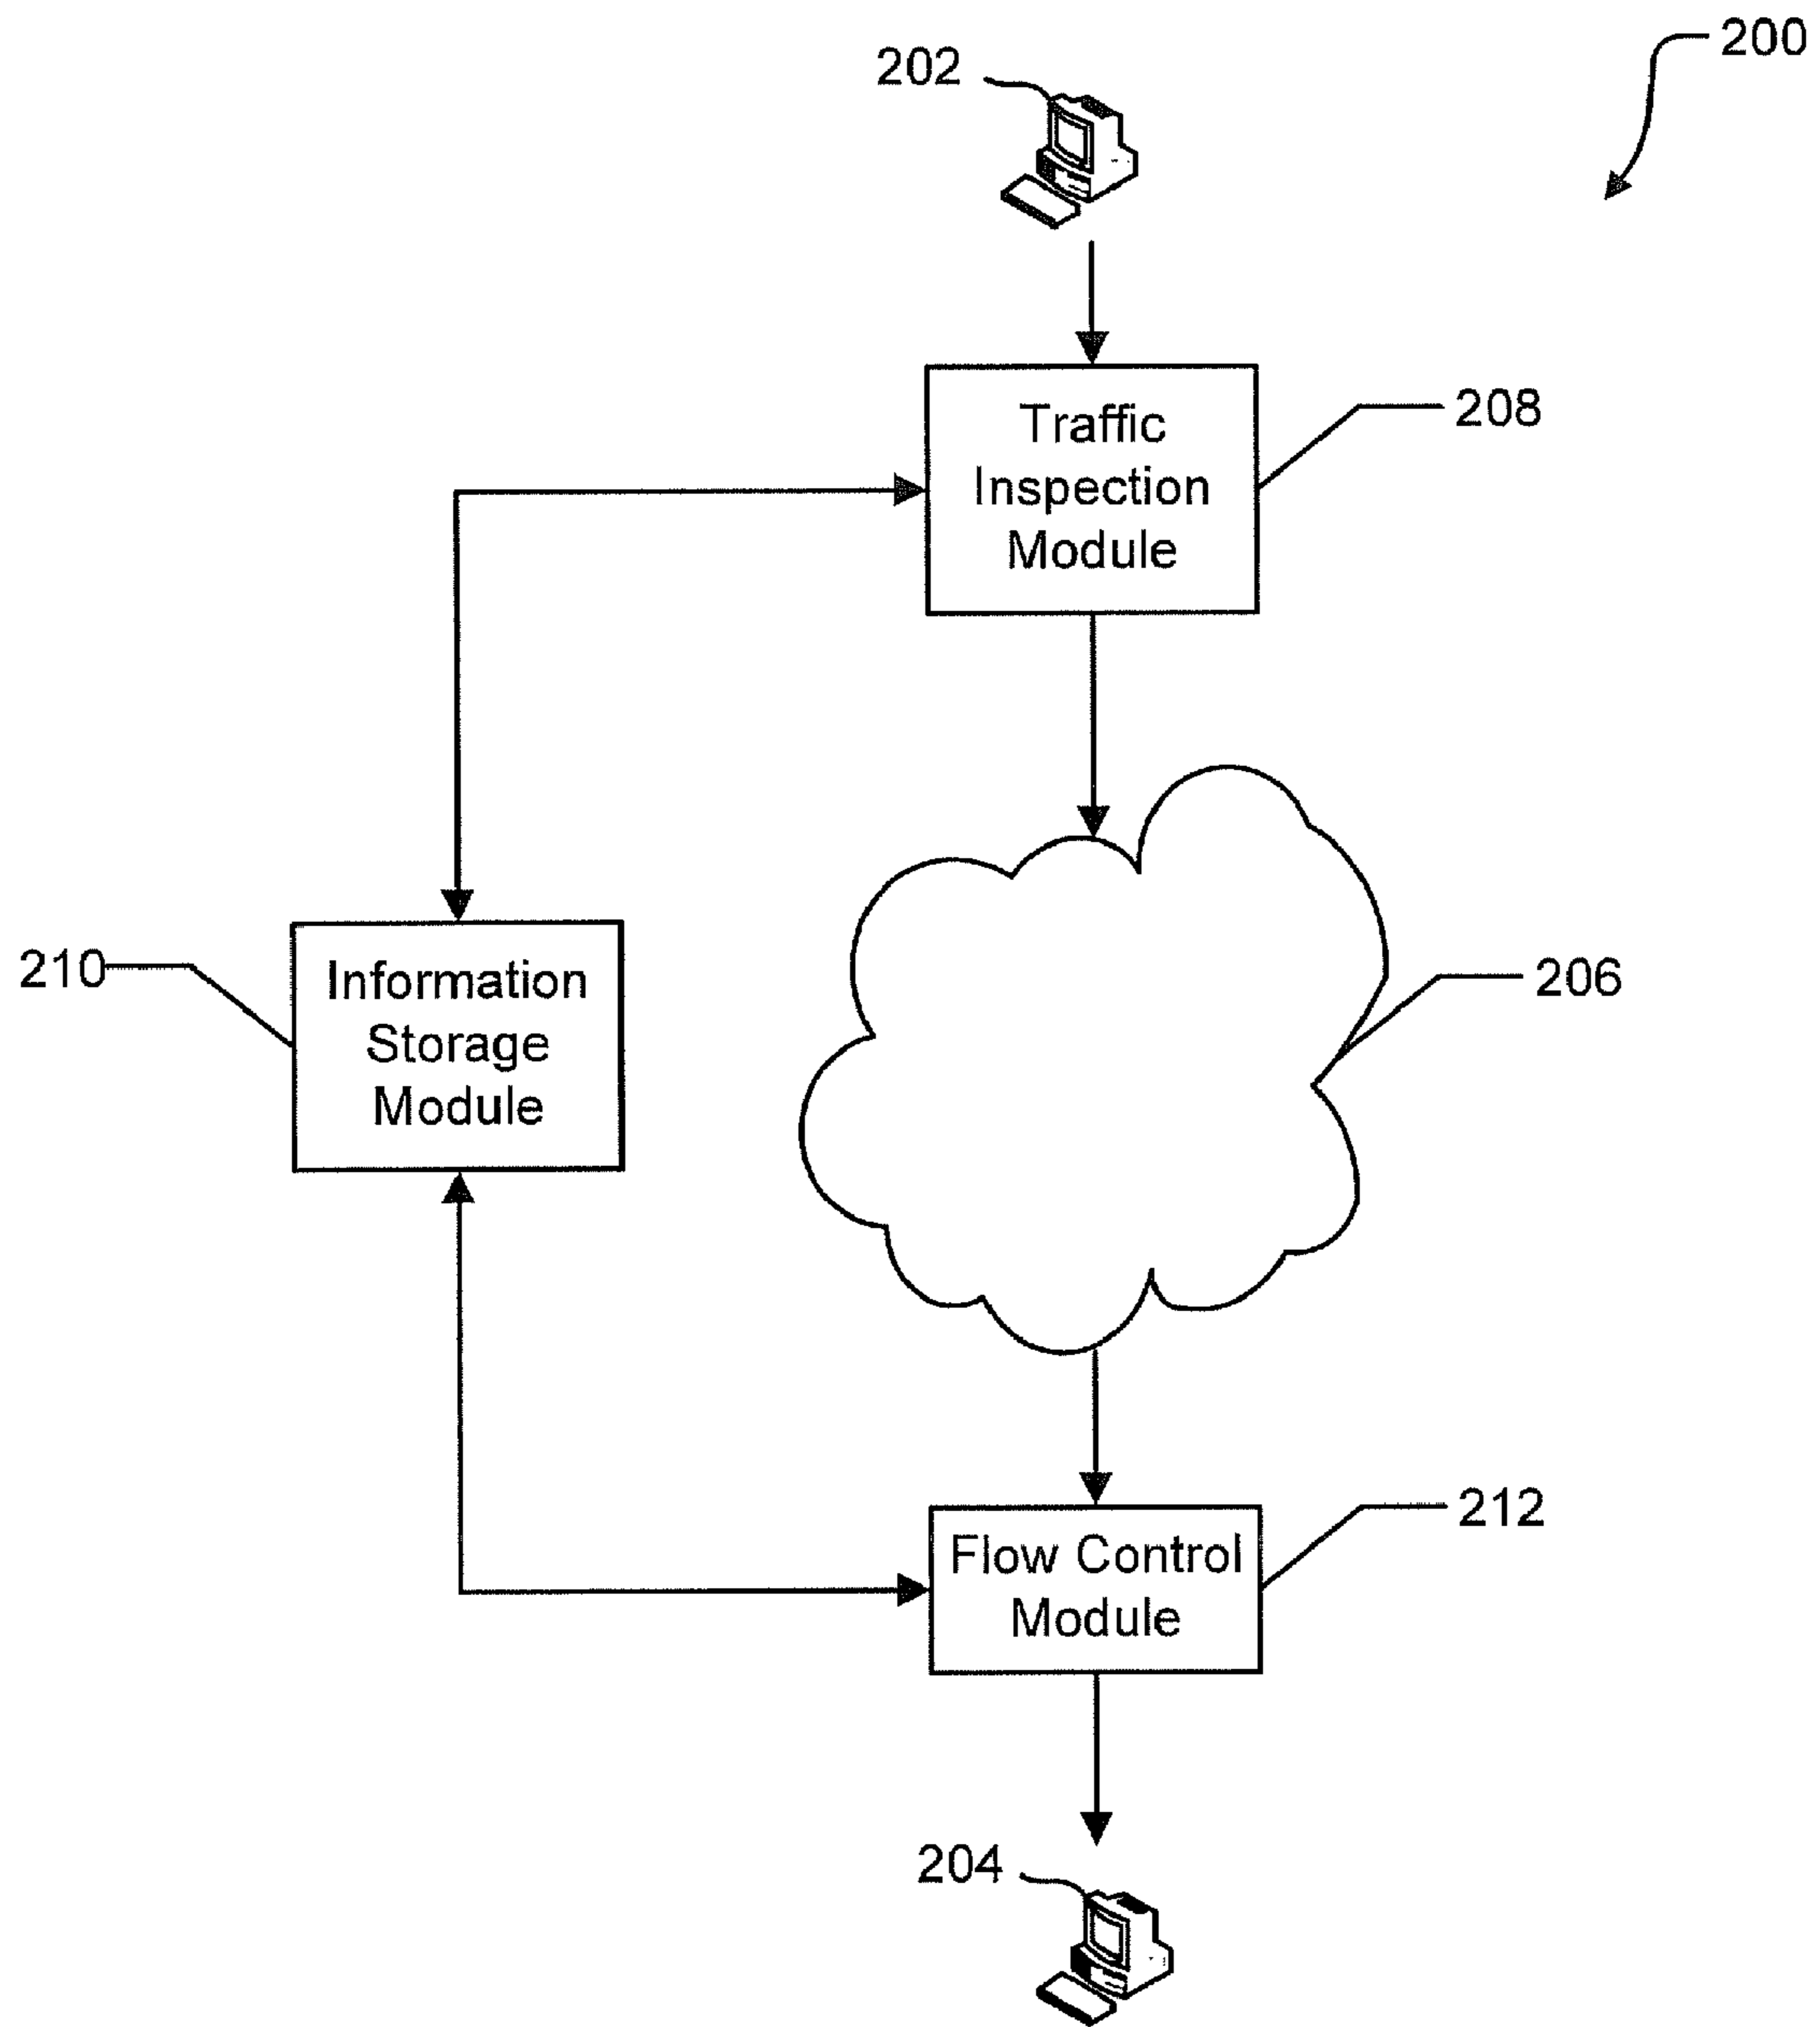 200
202
Traffic
Inspection
Module
208
210
Information
Storage
Module
206
Flow Control
Module
212
204